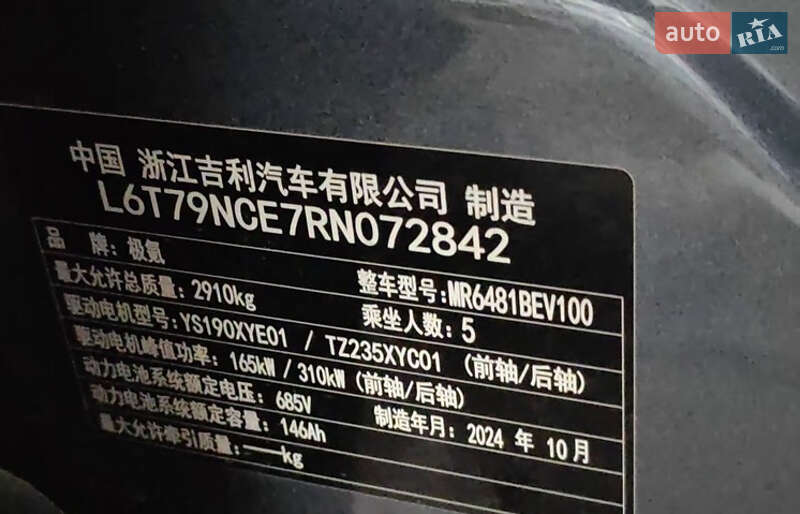 auto RIA .com
中国 浙江吉利汽车有限公司 制造
L6T79NCE7RN072842
品 牌: 极氪
最大允许总质量: 2910kg 整车型号: MR6481BEV100
驱动电机型号: YS190XYE01 / TZ235XYC01 (前轴/后轴) 乘坐人数: 5
驱动电机峰值功率: 165kW / 310kW (前轴/后轴)
动力电池系统额定电压: 685V
动力电池系统额定容量: 146Ah 制造年月: 2024 年 10 月
最大允许牵引质量: ——kg